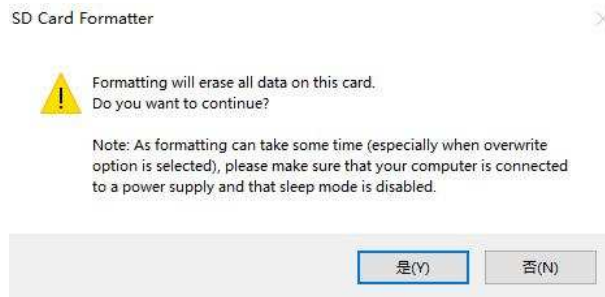 SD Card Formatter
Formatting will erase all data on this card.
Do you want to continue?
Note: As formatting can take some time (especially when overwrite
option is selected), please make sure that your computer is connected
to a power supply and that sleep mode is disabled.
是(Y) 否(N)